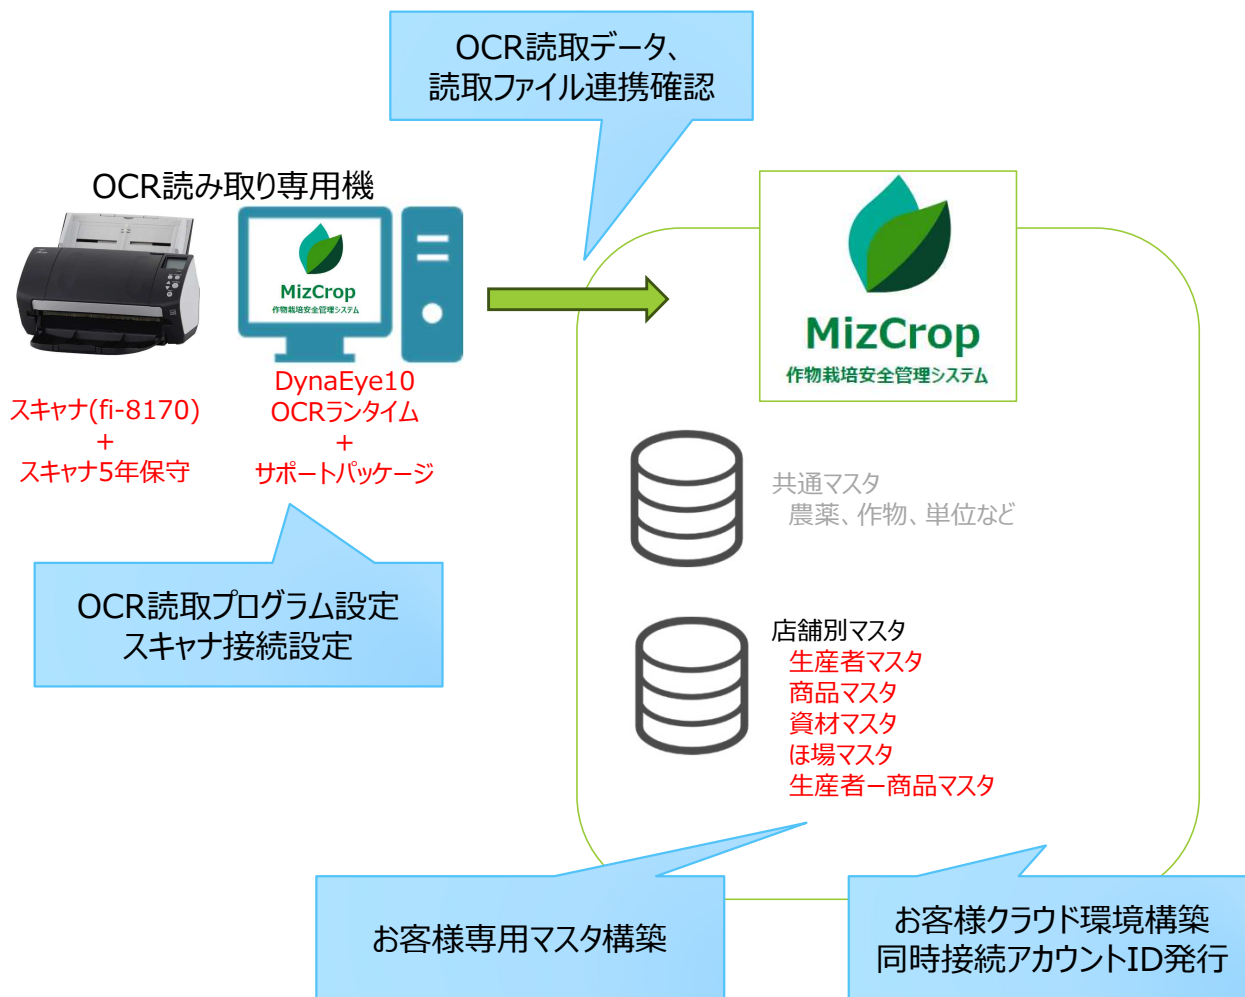 OCR読取データ、
読取ファイル連携確認
OCR読み取り専用機
MizCrop
作物栽培安全管理システム
MizCrop
作物栽培安全管理システム
スキャナ(fi-8170)
+
スキャナ5年保守
DynaEye10
OCRランタイム
+
サポートパッケージ
共通マスタ
農薬、作物、単位など
OCR読取プログラム設定
スキャナ接続設定
店舗別マスタ
生産者マスタ
商品マスタ
資材マスタ
ほ場マスタ
生産者ー商品マスタ
お客様専用マスタ構築
お客様クラウド環境構築
同時接続アカウントID発行